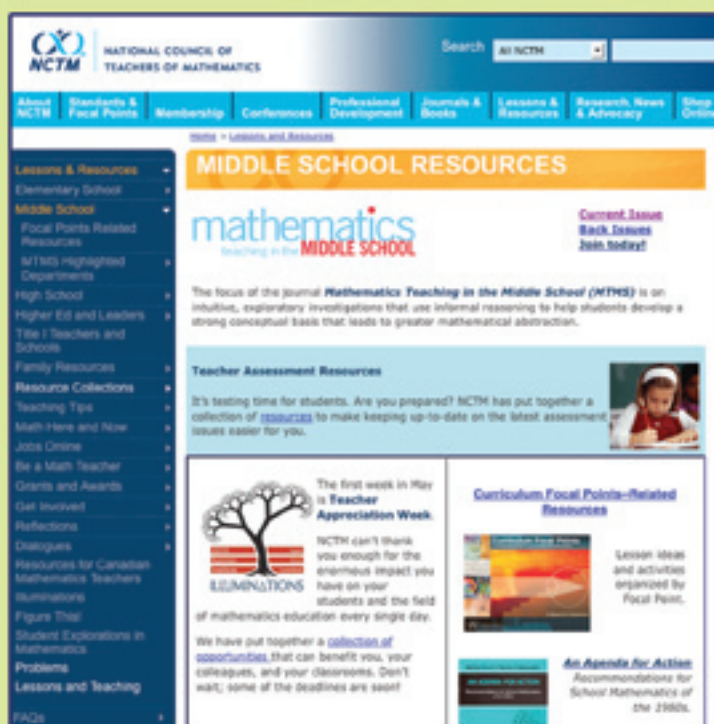 NCTM
NATIONAL COUNCIL OF
TEACHERS OF MATHEMATICS
Search
All NCTM
About
NCTM
Standards &
Focal Points
Membership
Conferences
Professional
Development
Journals &
Books
Lessons &
Resources
Research, News
& Advocacy
Shop
Online
Home > Lessons and Resources
Lessons & Resources
Elementary School
Middle School
Focal Points Related
Resources
MTMS Highlighted
Departments
High School
Higher Ed and Leaders
Title I Teachers and
Schools
Family Resources
Resource Collections
Teaching Tips
Math Here and Now
Jobs Online
Be a Math Teacher
Grants and Awards
Get Involved
Reflections
Dialogues
Resources for Canadian
Mathematics Teachers
Illuminations
Figure This!
Student Explorations in
Mathematics
Problems
Lessons and Teaching
FAQs
MIDDLE SCHOOL RESOURCES
mathematics
teaching in the MIDDLE SCHOOL
Current Issue
Back Issues
Join today!
The focus of the journal Mathematics Teaching in the Middle School (MTMS) is on
intuitive, exploratory investigations that use informal reasoning to help students develop a
strong conceptual basis that leads to greater mathematical abstraction.
Teacher Assessment Resources
It's testing time for students. Are you prepared? NCTM has put together a
collection of resources to make keeping up-to-date on the latest assessment
issues easier for you.
ILLUMINATIONS
The first week in May
is Teacher
Appreciation Week.
NCTM can't thank
you enough for the
enormous impact you
have on your
students and the field
of mathematics education every single day.
We have put together a collection of
opportunities that can benefit you, your
colleagues, and your classrooms. Don't
wait; some of the deadlines are soon!
Curriculum Focal Points–Related
Resources
Curriculum Focal Points
Lesson ideas
and activities
organized by
Focal Point.
AN AGENDA FOR ACTION
An Agenda for Action
Recommendations for
School Mathematics of
the 1980s.